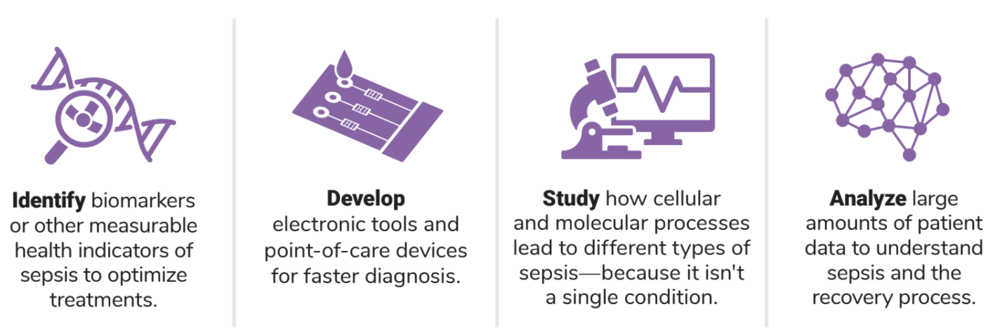 Identify biomarkers
or other measurable
health indicators of
sepsis to optimize
treatments.
Develop
electronic tools and
point-of-care devices
for faster diagnosis.
Study how cellular
and molecular processes
lead to different types of
sepsis—because it isn't
a single condition.
Analyze large
amounts of patient
data to understand
sepsis and the
recovery process.